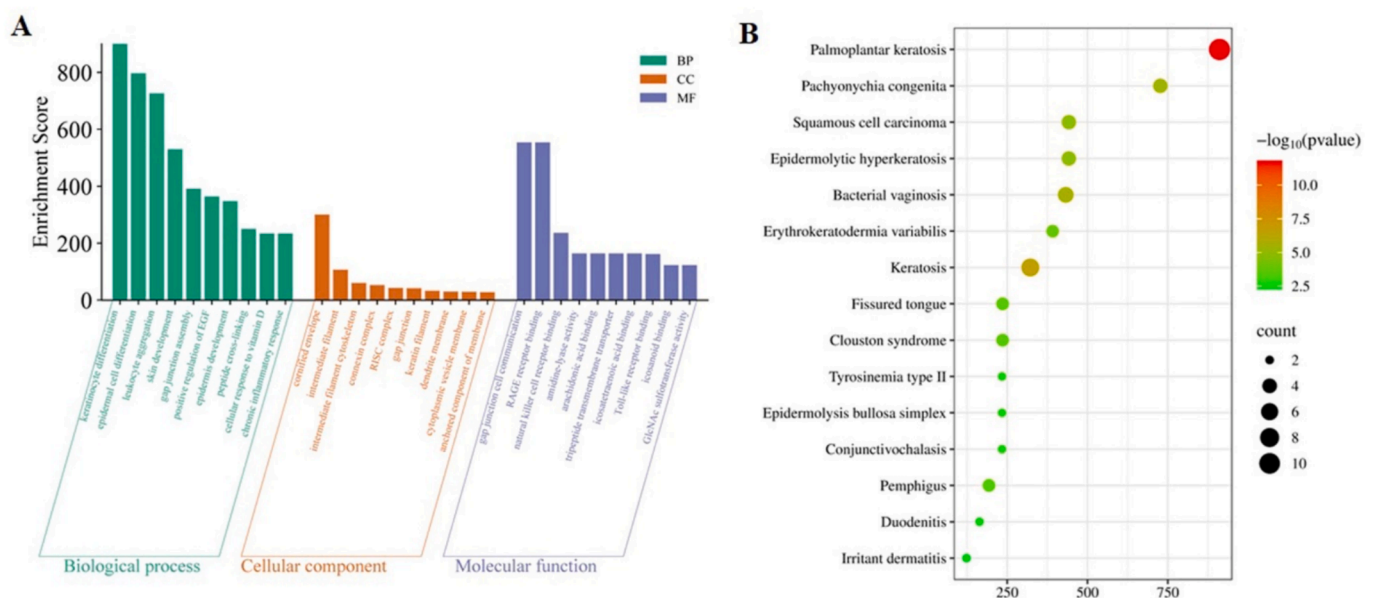 A
Enrichment Score
800
600
400
200
0
BP
CC
MF
keratinocyte differentiation
epidermal cell differentiation
leukocyte aggregation
skin development
gap junction assembly
positive regulation of EGF
epidermis development
peptide cross-linking
cellular response to vitamin D
chronic inflammatory response
cornified envelope
intermediate filament
intermediate filament cytoskeleton
connexin complex
RISC complex
gap junction
keratin filament
dendrite membrane
cytoplasmic vesicle membrane
anchored component of membrane
gap junction cell communication
RAGE receptor binding
natural killer cell receptor binding
amidine-lyase activity
arachidonic acid binding
tripeptide transmembrane transporter
icosatetraenoic acid binding
Toll-like receptor binding
icosanoid binding
GlcNAc sulfotransferase activity
Biological process
Cellular component
Molecular function
B
Palmoplantar keratosis
Pachyonychia congenita
Squamous cell carcinoma
Epidermolytic hyperkeratosis
Bacterial vaginosis
Erythrokeratodermia variabilis
Keratosis
Fissured tongue
Clouston syndrome
Tyrosinemia type II
Epidermolysis bullosa simplex
Conjunctivochalasis
Pemphigus
Duodenitis
Irritant dermatitis
250
500
750
−log₁₀(pvalue)
10.0
7.5
5.0
2.5
count
2
4
6
8
10